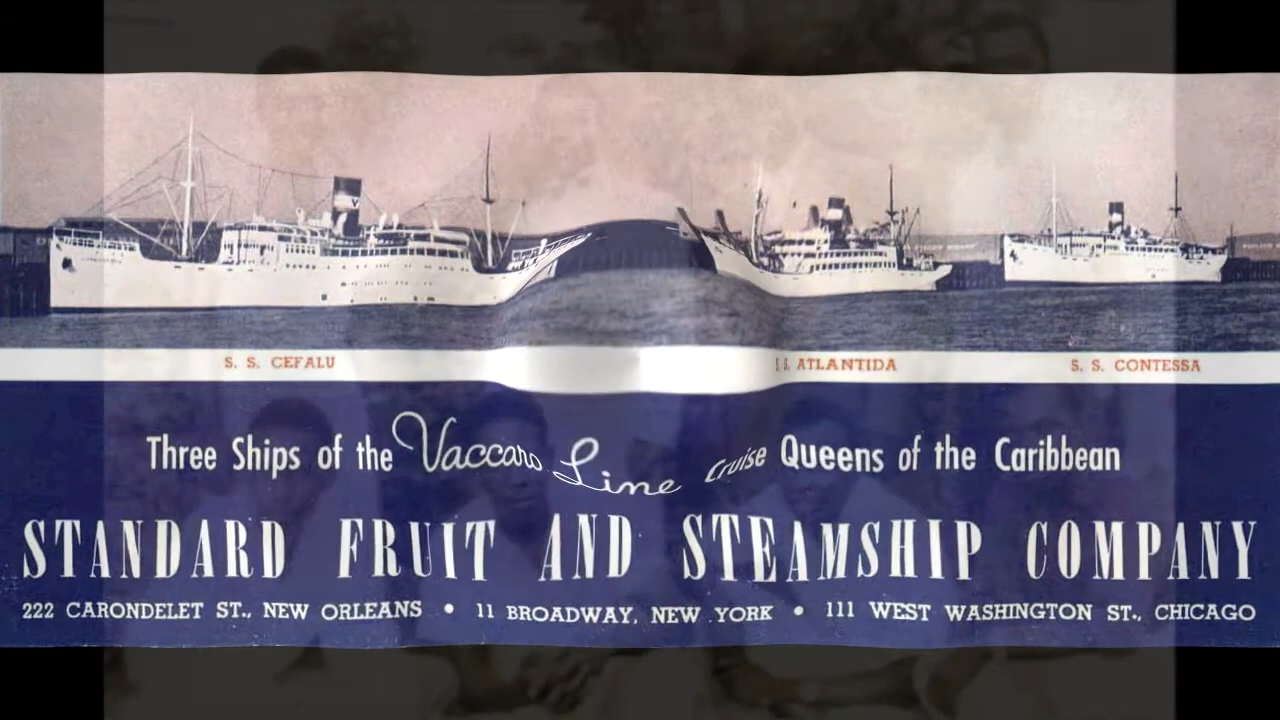 S. S. CEFALU S. S. ATLANTIDA S. S. CONTESSA
Three Ships of the Vaccaro Line Cruise Queens of the Caribbean
STANDARD FRUIT AND STEAMSHIP COMPANY
222 CARONDELET ST., NEW ORLEANS • 11 BROADWAY, NEW YORK • 111 WEST WASHINGTON ST., CHICAGO